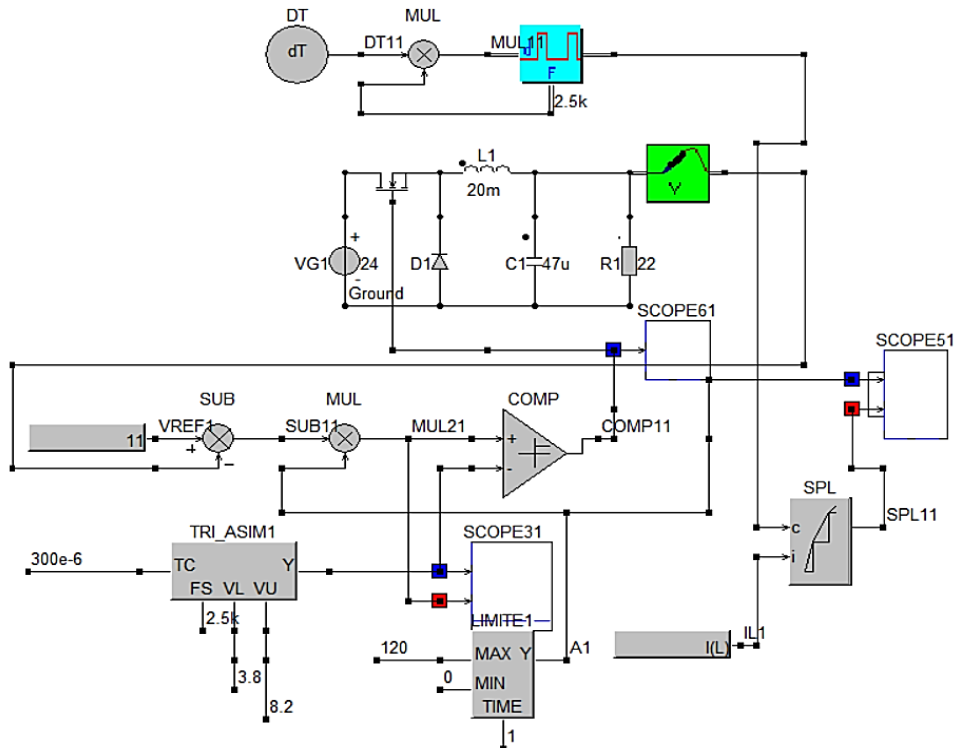 DT
MUL
dT
DT11
MUL11
d
F
2.5k
L1
20m
V
VG1
+
24
-
Ground
D1
C1
47u
R1
22
SCOPE61
SCOPE51
SUB
MUL
COMP
11
VREF1
+
−
SUB11
MUL21
+
-
COMP11
SPL
c
i
SPL11
TRI_ASIM1
300e-6
TC
Y
FS
VL
VU
2.5k
3.8
8.2
SCOPE31
LIMITE1
120
MAX
Y
A1
0
MIN
TIME
1
I(L)
IL1